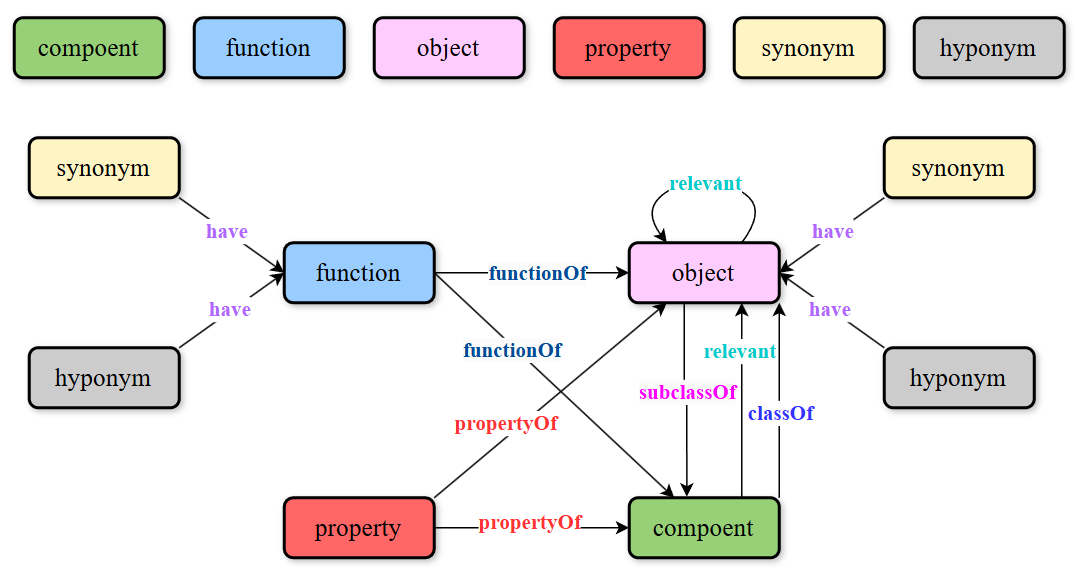 compoent
function
object
property
synonym
hyponym
synonym
synonym
relevant
have
have
function
functionOf
object
have
have
functionOf
relevant
hyponym
hyponym
subclassOf
classOf
propertyOf
property
propertyOf
compoent